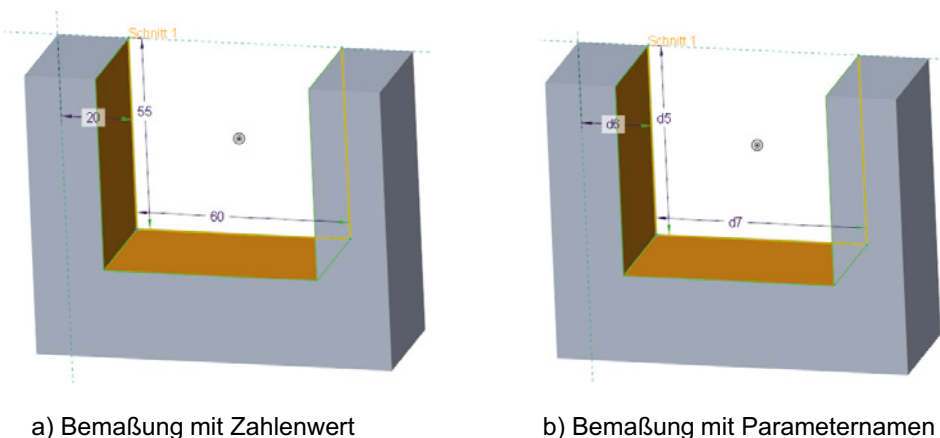 Schnitt 1
20
55
60
Schnitt 1
d6
d5
d7
a) Bemaßung mit Zahlenwert
b) Bemaßung mit Parameternamen